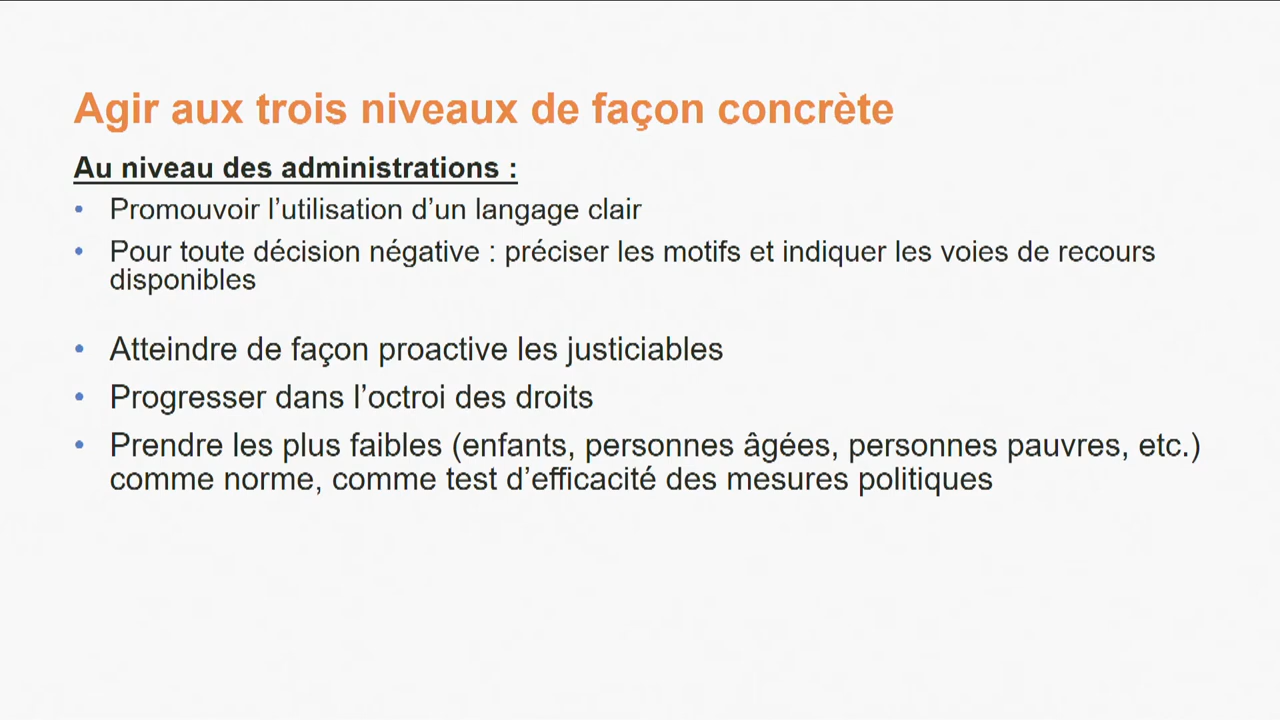 Agir aux trois niveaux de façon concrète
Au niveau des administrations :
• Promouvoir l’utilisation d’un langage clair
• Pour toute décision négative : préciser les motifs et indiquer les voies de recours
disponibles
• Atteindre de façon proactive les justiciables
• Progresser dans l’octroi des droits
• Prendre les plus faibles (enfants, personnes âgées, personnes pauvres, etc.)
comme norme, comme test d’efficacité des mesures politiques